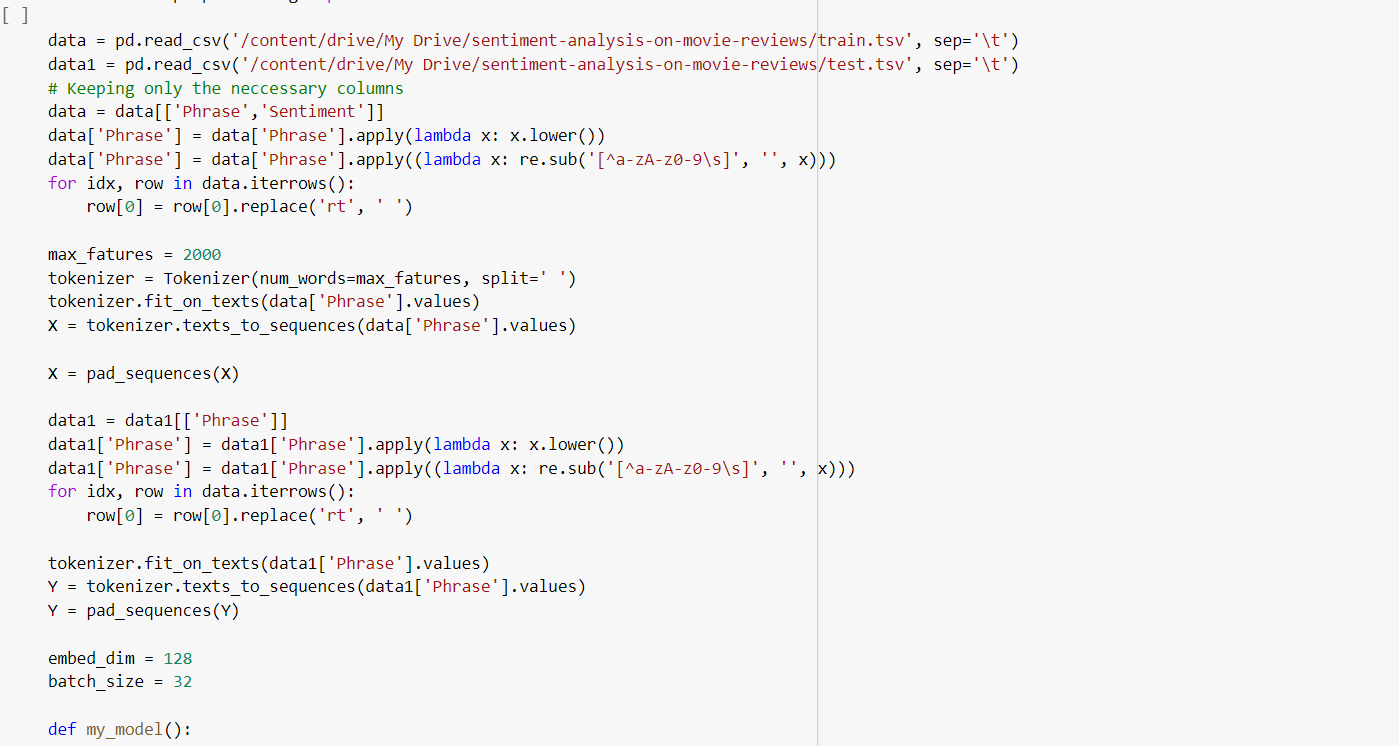 [ ]
data = pd.read_csv('/content/drive/My Drive/sentiment-analysis-on-movie-reviews/train.tsv', sep='\t')
data1 = pd.read_csv('/content/drive/My Drive/sentiment-analysis-on-movie-reviews/test.tsv', sep='\t')
# Keeping only the neccessary columns
data = data[['Phrase','Sentiment']]
data['Phrase'] = data['Phrase'].apply(lambda x: x.lower())
data['Phrase'] = data['Phrase'].apply((lambda x: re.sub('[^a-zA-z0-9\s]', '', x)))
for idx, row in data.iterrows():
    row[0] = row[0].replace('rt', ' ')
max_fatures = 2000
tokenizer = Tokenizer(num_words=max_fatures, split=' ')
tokenizer.fit_on_texts(data['Phrase'].values)
X = tokenizer.texts_to_sequences(data['Phrase'].values)
X = pad_sequences(X)
data1 = data1[['Phrase']]
data1['Phrase'] = data1['Phrase'].apply(lambda x: x.lower())
data1['Phrase'] = data1['Phrase'].apply((lambda x: re.sub('[^a-zA-z0-9\s]', '', x)))
for idx, row in data.iterrows():
    row[0] = row[0].replace('rt', ' ')
tokenizer.fit_on_texts(data1['Phrase'].values)
Y = tokenizer.texts_to_sequences(data1['Phrase'].values)
Y = pad_sequences(Y)
embed_dim = 128
batch_size = 32
def my_model():